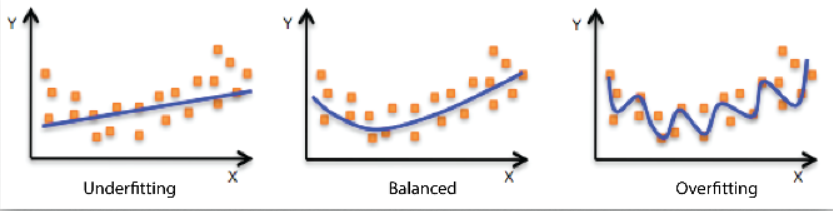 Y
X
Underfitting
Y
X
Balanced
Y
X
Overfitting